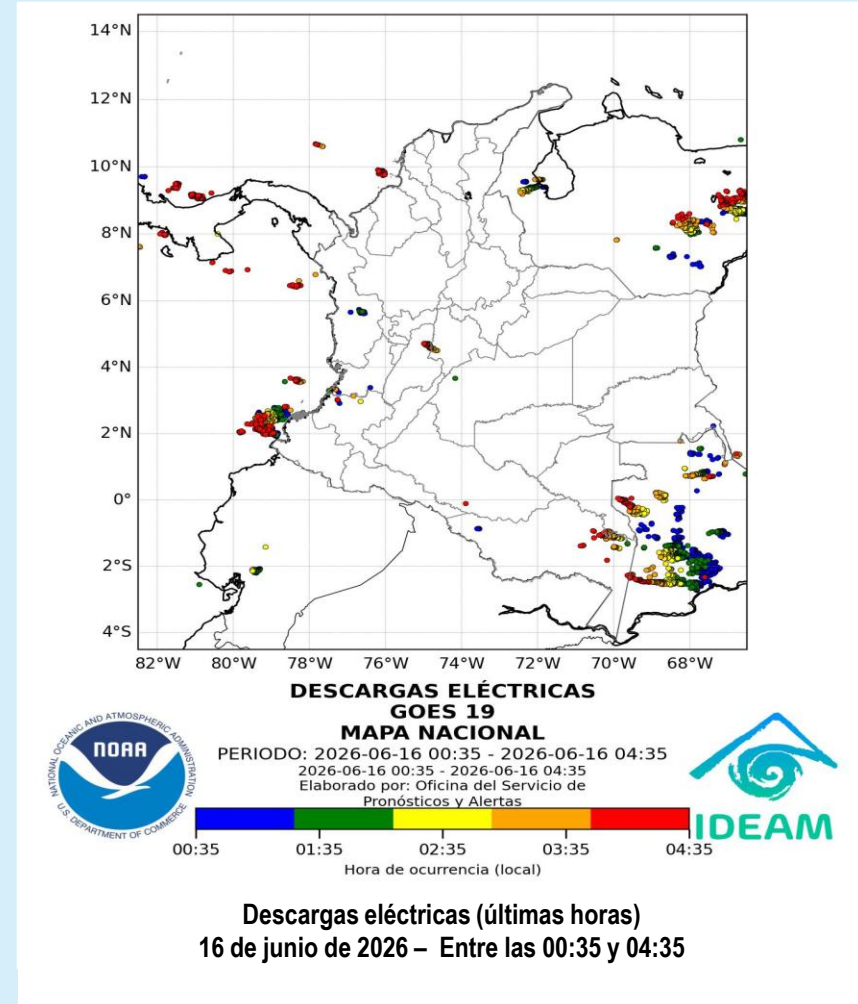 14°N
12°N
10°N
8°N
6°N
4°N
2°N
0°
2°S
4°S
82°W 80°W 78°W 76°W 74°W 72°W 70°W 68°W
DESCARGAS ELÉCTRICAS
GOES 19
MAPA NACIONAL
PERIODO: 2026-06-16 00:35 - 2026-06-16 04:35
2026-06-16 00:35 - 2026-06-16 04:35
Elaborado por: Oficina del Servicio de
Pronósticos y Alertas
NATIONAL OCEANIC AND ATMOSPHERIC ADMINISTRATION
NOAA
U.S. DEPARTMENT OF COMMERCE
IDEAM
00:35 01:35 02:35 03:35 04:35
Hora de ocurrencia (local)
Descargas eléctricas (últimas horas)
16 de junio de 2026 – Entre las 00:35 y 04:35